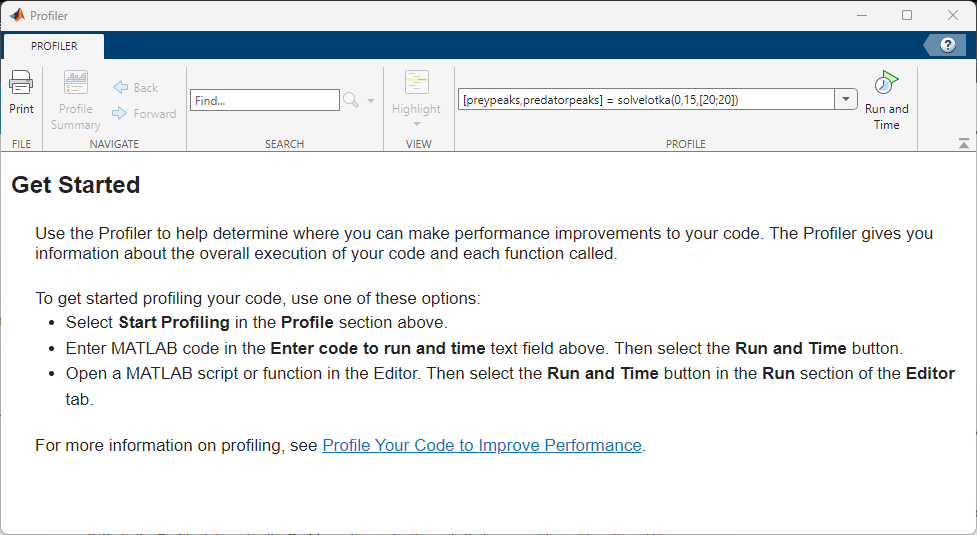 Profiler
PROFILER
?
Print
Profile
Summary
Back
Forward
Find...
Highlight
[preypeaks,predatorpeaks] = solvelotka(0,15,[20;20])
Run and
Time
FILE
NAVIGATE
SEARCH
VIEW
PROFILE
Get Started
Use the Profiler to help determine where you can make performance improvements to your code. The Profiler gives you
information about the overall execution of your code and each function called.
To get started profiling your code, use one of these options:
• Select Start Profiling in the Profile section above.
• Enter MATLAB code in the Enter code to run and time text field above. Then select the Run and Time button.
• Open a MATLAB script or function in the Editor. Then select the Run and Time button in the Run section of the Editor
tab.
For more information on profiling, see Profile Your Code to Improve Performance.